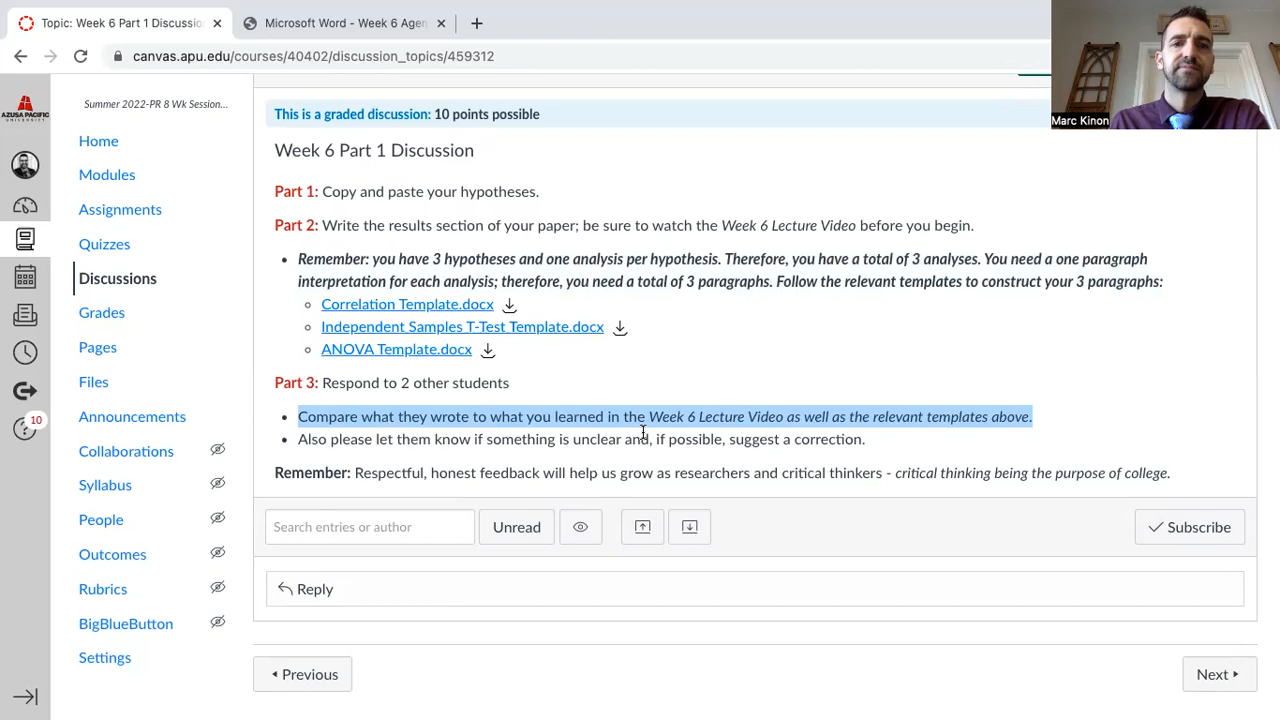 Topic: Week 6 Part 1 Discussio
Microsoft Word - Week 6 Agen
canvas.apu.edu/courses/40402/discussion_topics/459312
Marc Kinon
AZUSA PACIFIC
UNIVERSITY
10
Summer 2022-PR 8 Wk Session...
Home
Modules
Assignments
Quizzes
Discussions
Grades
Pages
Files
Announcements
Collaborations
Syllabus
People
Outcomes
Rubrics
BigBlueButton
Settings
This is a graded discussion: 10 points possible
Week 6 Part 1 Discussion
Part 1: Copy and paste your hypotheses.
Part 2: Write the results section of your paper; be sure to watch the Week 6 Lecture Video before you begin.
Remember: you have 3 hypotheses and one analysis per hypothesis. Therefore, you have a total of 3 analyses. You need a one paragraph
interpretation for each analysis; therefore, you need a total of 3 paragraphs. Follow the relevant templates to construct your 3 paragraphs:
Correlation Template.docx
Independent Samples T-Test Template.docx
ANOVA Template.docx
Part 3: Respond to 2 other students
Compare what they wrote to what you learned in the Week 6 Lecture Video as well as the relevant templates above.
Also please let them know if something is unclear and, if possible, suggest a correction.
Remember: Respectful, honest feedback will help us grow as researchers and critical thinkers - critical thinking being the purpose of college.
Search entries or author
Unread
Subscribe
Reply
Previous
Next